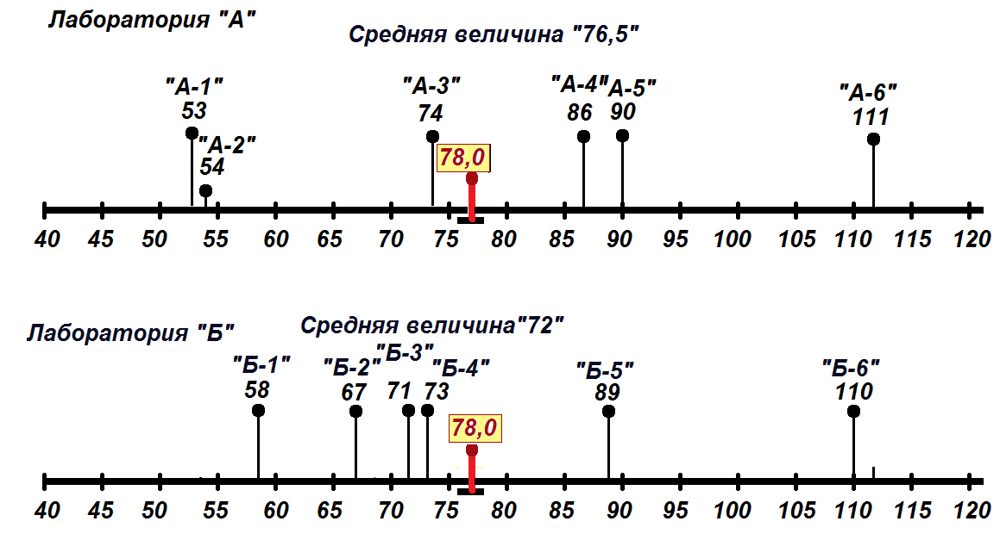 Лаборатория "А"
Средняя величина "76,5"
"А-1" "А-3" "А-4" "А-5" "А-6"
53 74 86 90 111
"А-2"
54
78,0
40 45 50 55 60 65 70 75 80 85 90 95 100 105 110 115 120
Лаборатория "Б"
Средняя величина"72"
"Б-1" "Б-2" "Б-3" "Б-4" "Б-5" "Б-6"
58 67 71 73 89 110
78,0
40 45 50 55 60 65 70 75 80 85 90 95 100 105 110 115 120